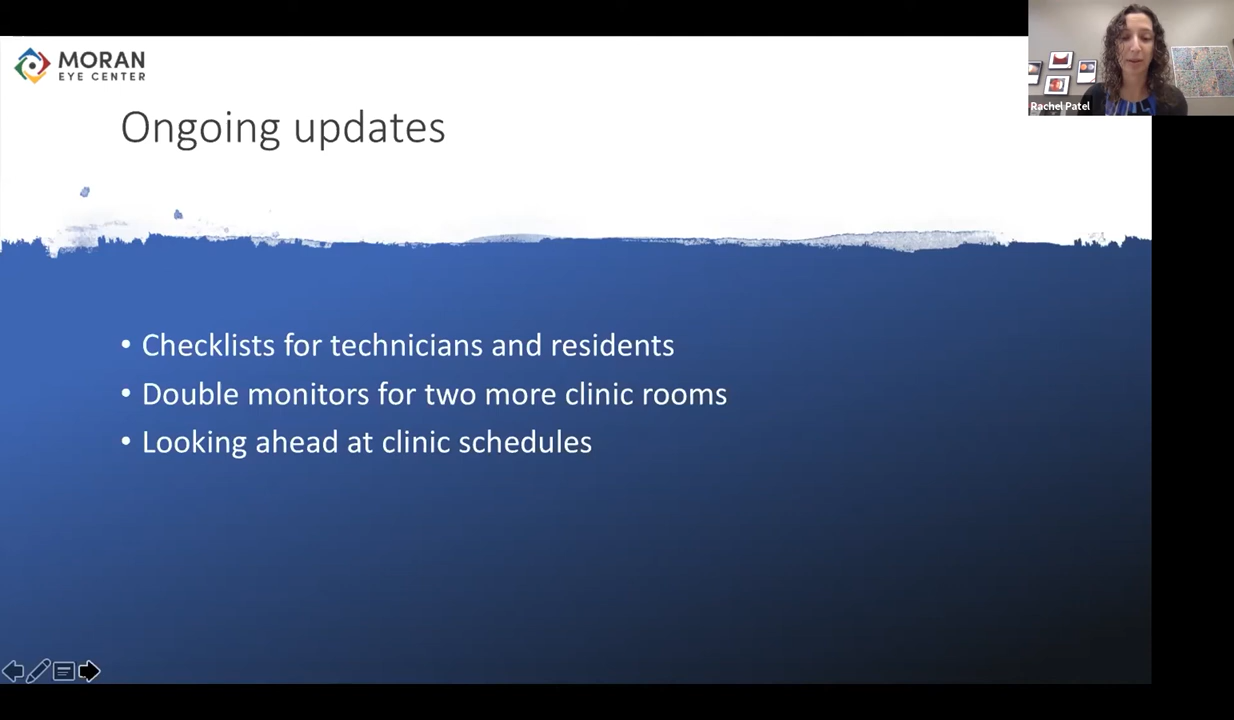 MORAN
EYE CENTER
Rachel Patel
Ongoing updates
• Checklists for technicians and residents
• Double monitors for two more clinic rooms
• Looking ahead at clinic schedules